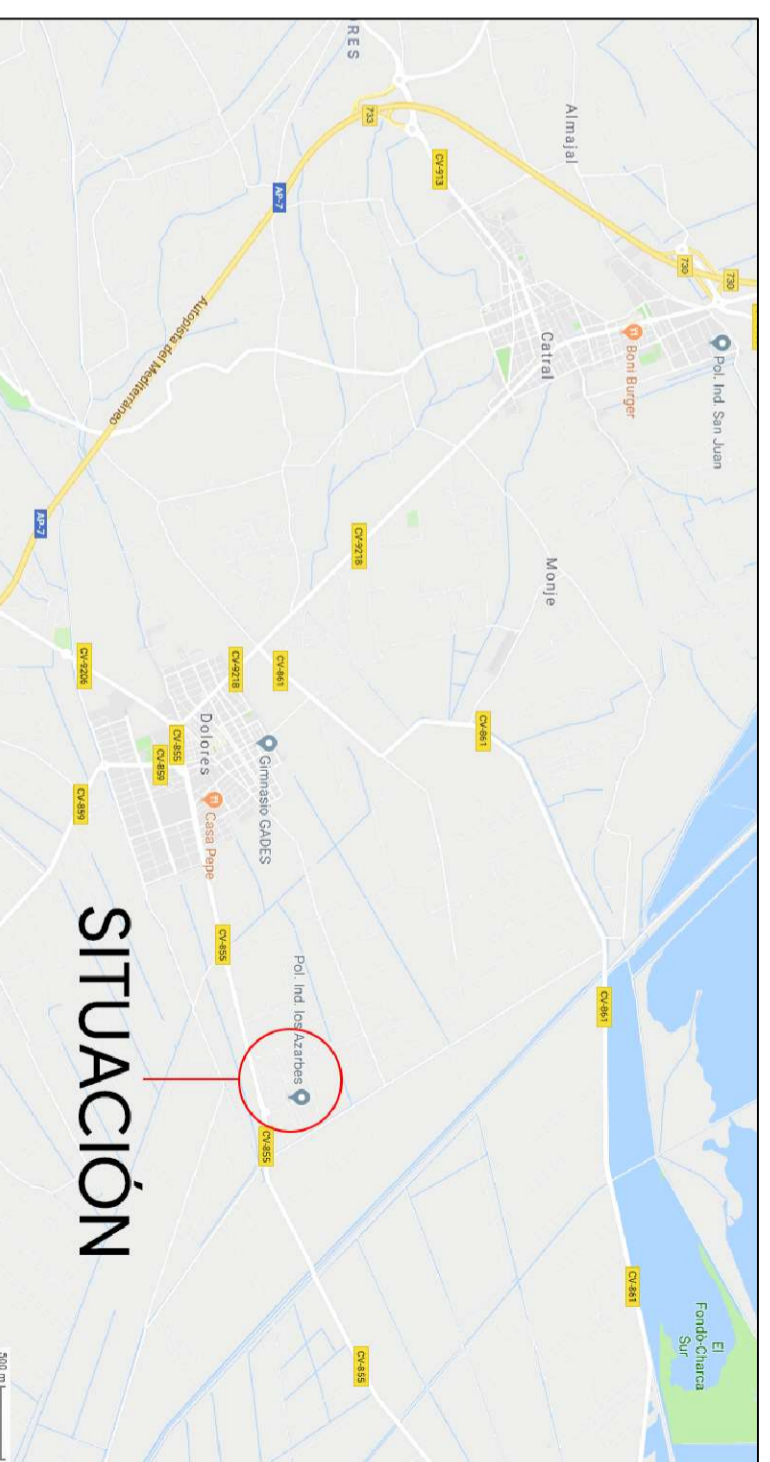 730
Pol. Ind. San Juan
El
Fondo-Charca
Sur
730
Boni Burger
CV-861
CV-861
Almajal
Monje
Catral
CV-861
CV-913
733
CV-9218
CV-855
RES
Pol. Ind. los Azarbes
AP-7
CV-861
Gimnasio GADES
CV-855
CV-9218
CV-855
Dolores
Casa Pepe
CV-855
CV-859
Autopista del Mediterráneo
SITUACIÓN
CV-9206
CV-859
AP-7
500 m